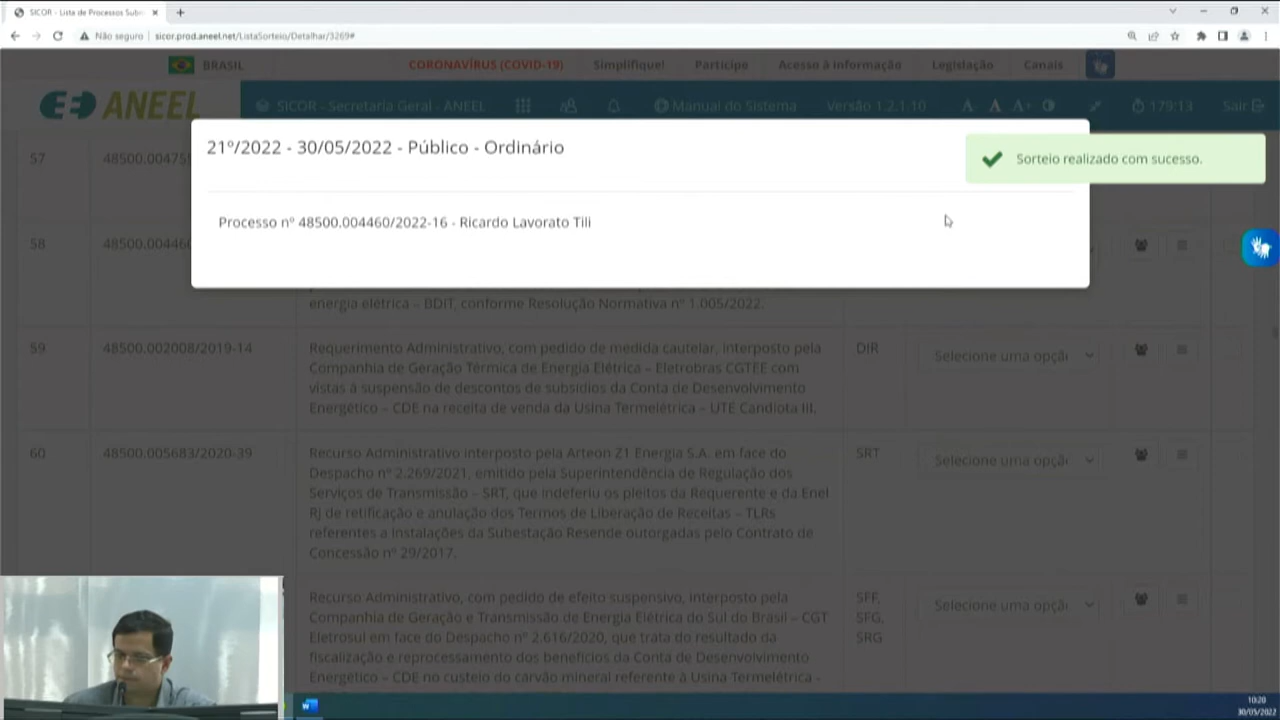 SICOR - Lista de Processos Subm
Não seguro | sicor.prod.aneel.net/ListaSorteio/Detalhar/3269#
BRASIL
CORONAVÍRUS (COVID-19)
Simplifique!
Participe
Acesso à informação
Legislação
Canais
ANEEL
SICOR - Secretaria Geral - ANEEL
Manual do Sistema
Versão 1.2.1-10
A- A A+
179:13
Sair
21º/2022 - 30/05/2022 - Público - Ordinário
Sorteio realizado com sucesso.
Processo nº 48500.004460/2022-16 - Ricardo Lavorato Tili
57
48500.00475
58
48500.004460
energia elétrica – BDIT, conforme Resolução Normativa nº 1.005/2022.
59
48500.002008/2019-14
Requerimento Administrativo, com pedido de medida cautelar, interposto pela
Companhia de Geração Térmica de Energia Elétrica – Eletrobras CGTEE com
vistas à suspensão de descontos de subsídios da Conta de Desenvolvimento
Energético – CDE na receita de venda da Usina Termelétrica – UTE Candiota III.
DIR
Selecione uma opçã
60
48500.005683/2020-39
Recurso Administrativo interposto pela Arteon Z1 Energia S.A. em face do
Despacho nº 2.269/2021, emitido pela Superintendência de Regulação dos
Serviços de Transmissão – SRT, que indeferiu os pleitos da Requerente e da Enel
RJ de retificação e anulação dos Termos de Liberação de Receitas – TLRs
referentes a instalações da Subestação Resende outorgadas pelo Contrato de
Concessão nº 29/2017.
SRT
Selecione uma opçã
Recurso Administrativo, com pedido de efeito suspensivo, interposto pela
Companhia de Geração e Transmissão de Energia Elétrica do Sul do Brasil – CGT
Eletrosul em face do Despacho nº 2.616/2020, que trata do resultado da
fiscalização e reprocessamento dos benefícios da Conta de Desenvolvimento
Energético – CDE no custeio do carvão mineral referente à Usina Termelétrica -
SFF,
SFG,
SRG
Selecione uma opçã
10:20
30/05/2022